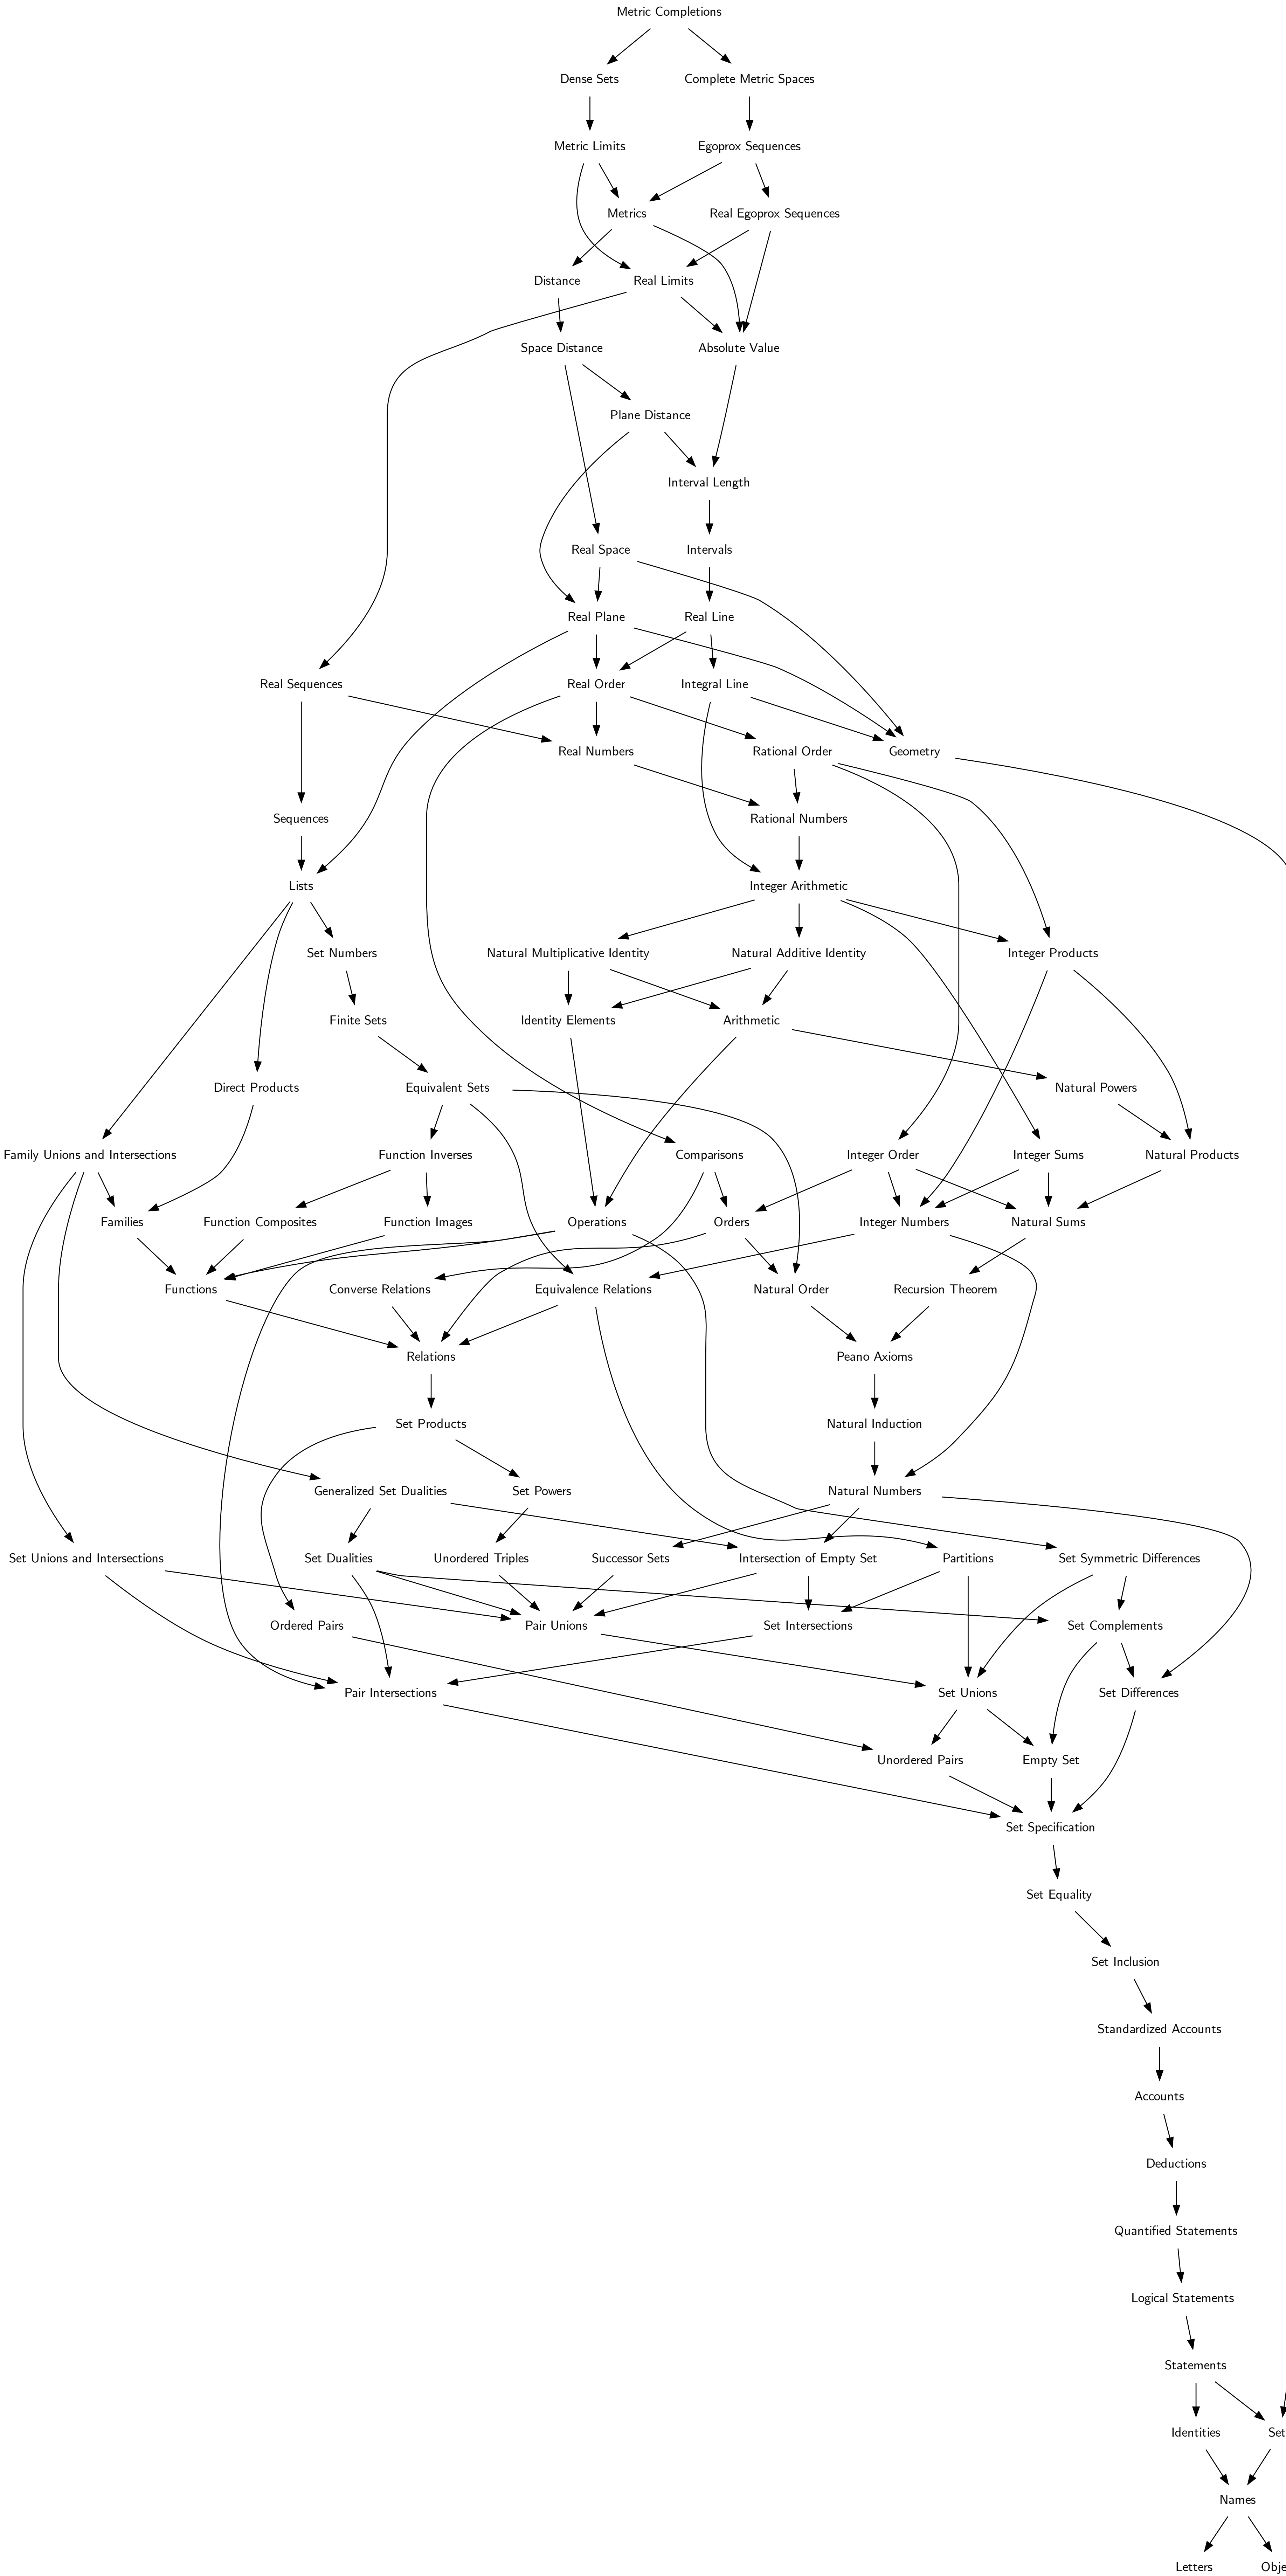 Metric Completions
Dense Sets
Complete Metric Spaces
Metric Limits
Egoprox Sequences
Metrics
Real Egoprox Sequences
Distance
Real Limits
Space Distance
Absolute Value
Plane Distance
Interval Length
Real Space
Intervals
Real Plane
Real Line
Real Sequences
Real Order
Integral Line
Real Numbers
Rational Order
Geometry
Sequences
Rational Numbers
Lists
Integer Arithmetic
Set Numbers
Natural Multiplicative Identity
Natural Additive Identity
Integer Products
Finite Sets
Identity Elements
Arithmetic
Direct Products
Equivalent Sets
Natural Powers
Family Unions and Intersections
Function Inverses
Comparisons
Integer Order
Integer Sums
Natural Products
Families
Function Composites
Function Images
Operations
Orders
Integer Numbers
Natural Sums
Functions
Converse Relations
Equivalence Relations
Natural Order
Recursion Theorem
Relations
Peano Axioms
Set Products
Natural Induction
Generalized Set Dualities
Set Powers
Natural Numbers
Set Unions and Intersections
Set Dualities
Unordered Triples
Successor Sets
Intersection of Empty Set
Partitions
Set Symmetric Differences
Ordered Pairs
Pair Unions
Set Intersections
Set Complements
Pair Intersections
Set Unions
Set Differences
Unordered Pairs
Empty Set
Set Specification
Set Equality
Set Inclusion
Standardized Accounts
Accounts
Deductions
Quantified Statements
Logical Statements
Statements
Identities
Set
Names
Letters